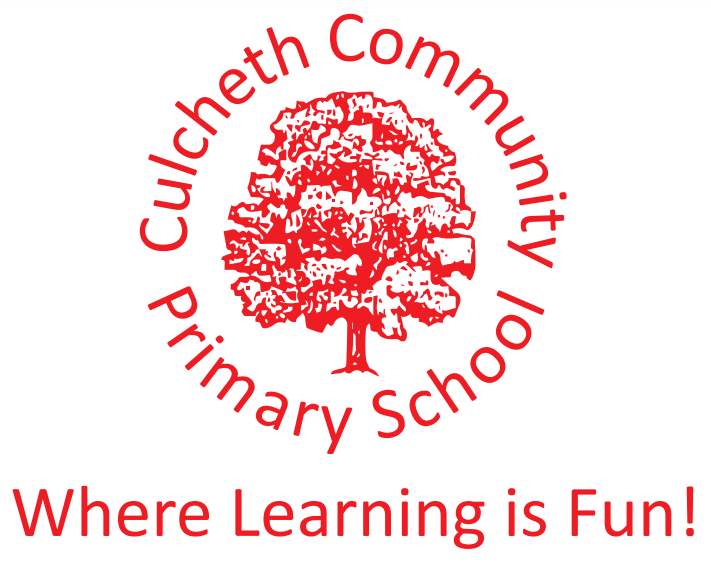 Culcheth Community
Primary School
Where Learning is Fun!